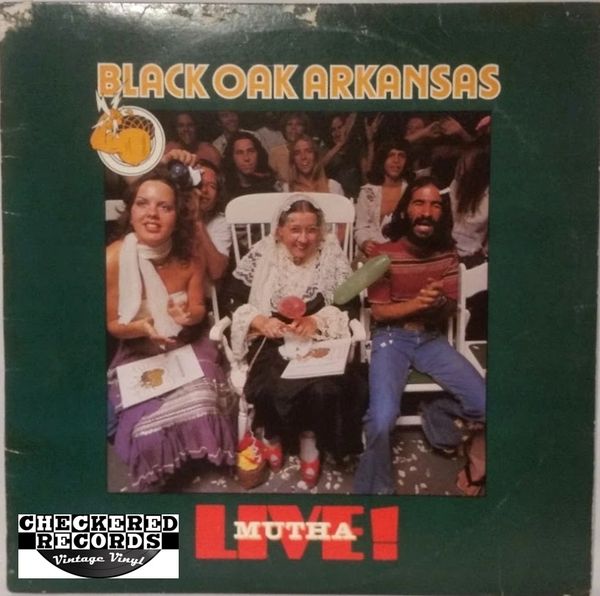 BLACK OAK ARKANSAS
LIVE!
MUTHA
CHECKERED
RECORDS
Vintage Vinyl